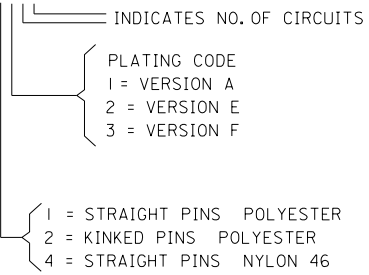 INDICATES NO. OF CIRCUITS
PLATING CODE
1 = VERSION A
2 = VERSION E
3 = VERSION F
1 = STRAIGHT PINS POLYESTER
2 = KINKED PINS POLYESTER
4 = STRAIGHT PINS NYLON 46